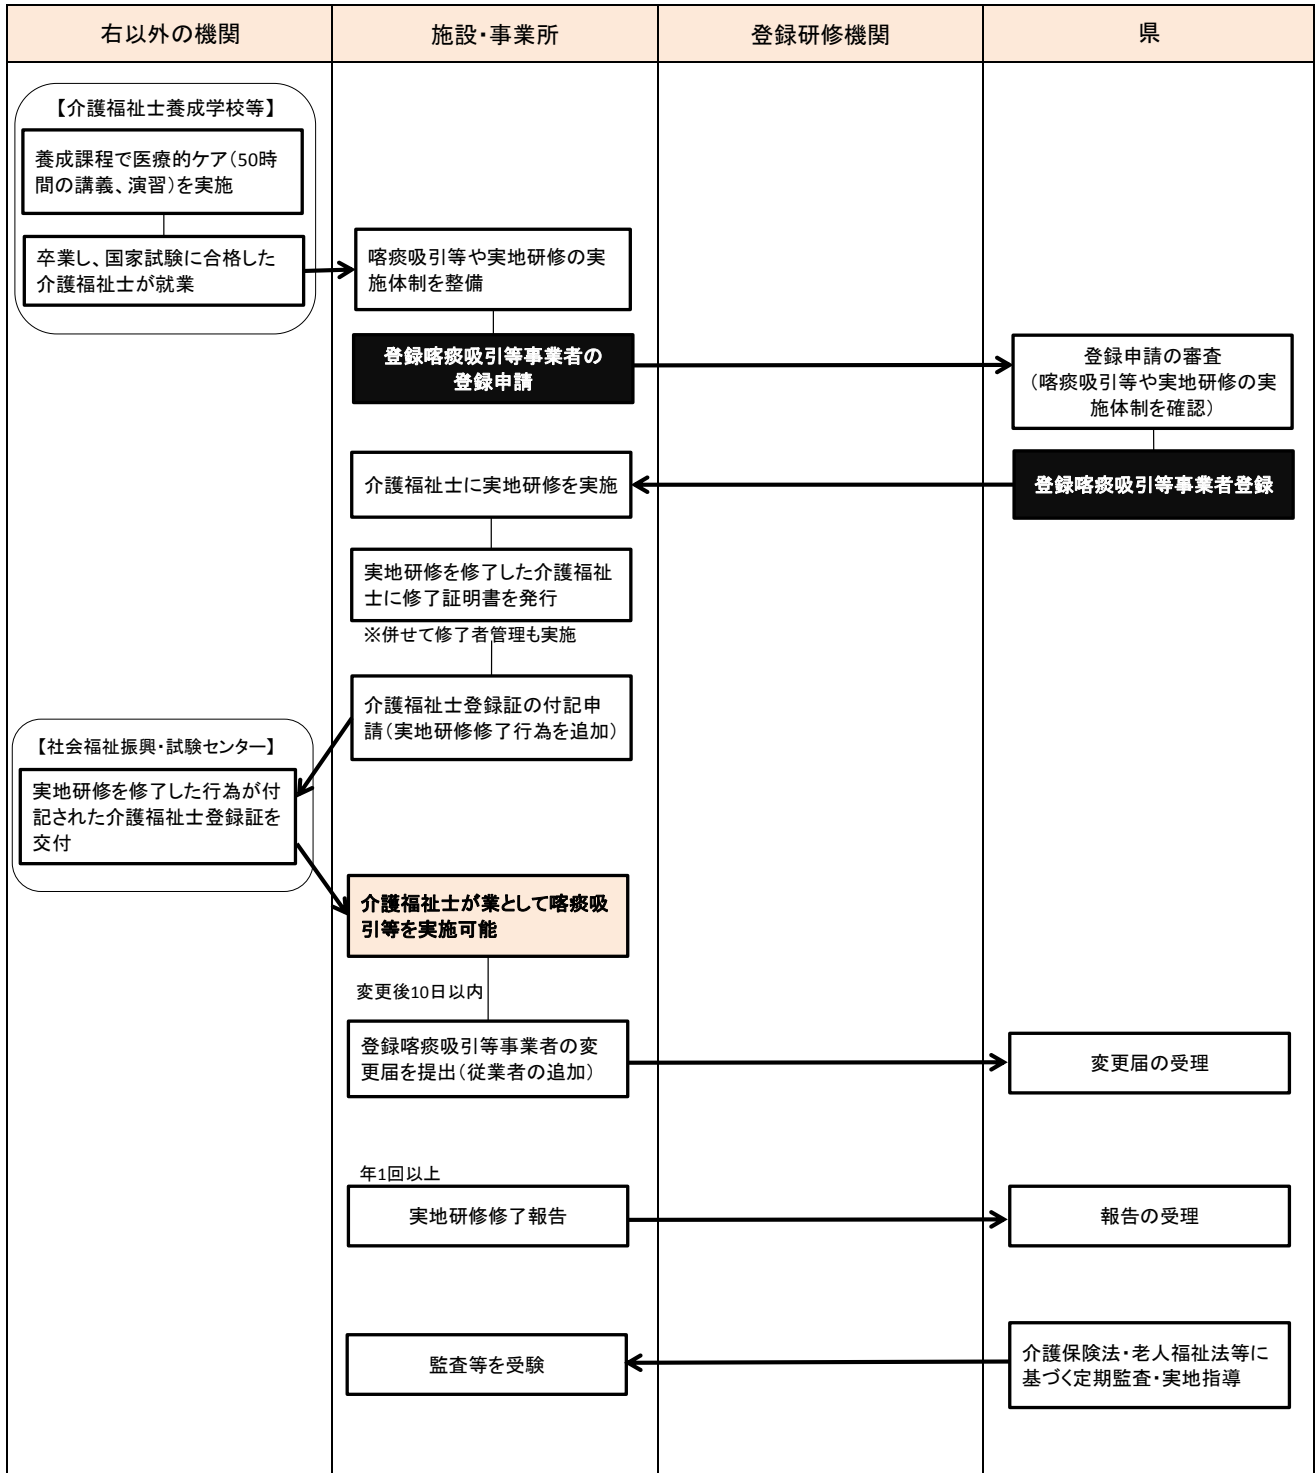 右以外の機関
施設・事業所
登録研修機関
県
【介護福祉士養成学校等】
養成課程で医療的ケア（50時
間の講義、演習）を実施
卒業し、国家試験に合格した
介護福祉士が就業
喀痰吸引等や実地研修の実
施体制を整備
登録喀痰吸引等事業者の
登録申請
登録申請の審査
（喀痰吸引等や実地研修の実
施体制を確認）
介護福祉士に実地研修を実施
登録喀痰吸引等事業者登録
実地研修を修了した介護福祉
士に修了証明書を発行
※併せて修了者管理も実施
介護福祉士登録証の付記申
請（実地研修修了行為を追加）
【社会福祉振興・試験センター】
実地研修を修了した行為が付
記された介護福祉士登録証を
交付
介護福祉士が業として喀痰吸
引等を実施可能
変更後10日以内
登録喀痰吸引等事業者の変
更届を提出（従業者の追加）
変更届の受理
年1回以上
実地研修修了報告
報告の受理
監査等を受験
介護保険法・老人福祉法等に
基づく定期監査・実地指導